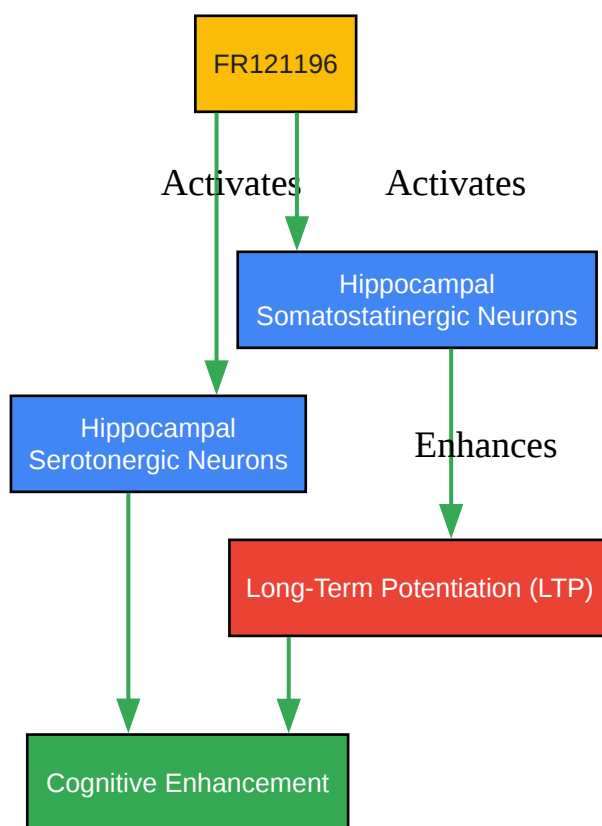 FR121196
Activates
Activates
Hippocampal
Somatostatinergic Neurons
Hippocampal
Serotonergic Neurons
Enhances
Long-Term Potentiation (LTP)
Cognitive Enhancement